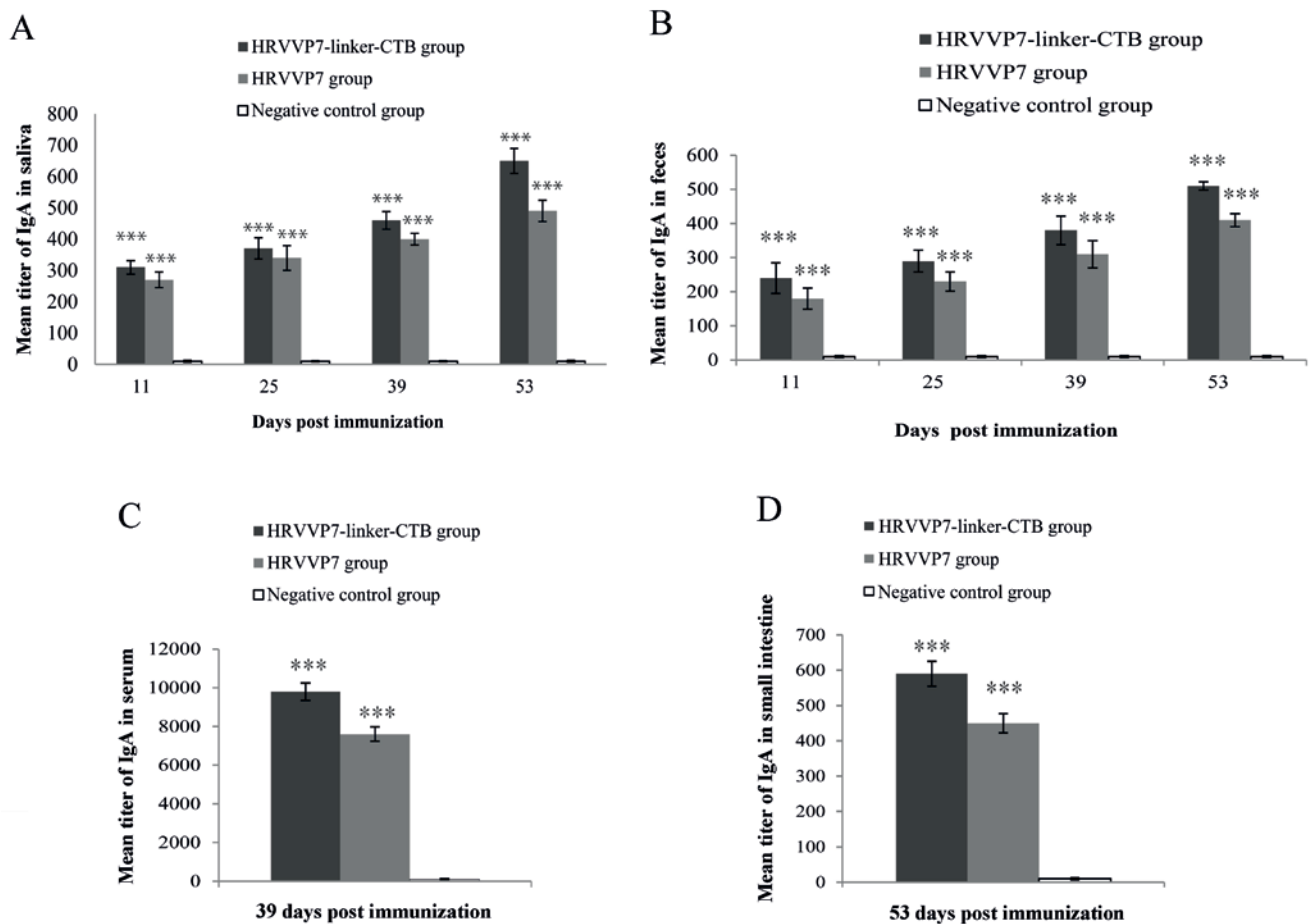 A
HRVVP7-linker-CTB group
HRVVP7 group
Negative control group
Mean titer of IgA in saliva
800
700
600
500
400
300
200
100
0
*** ***
*** ***
*** ***
*** ***
11 25 39 53
Days post immunization
B
HRVVP7-linker-CTB group
HRVVP7 group
Negative control group
Mean titer of IgA in feces
600
500
400
300
200
100
0
*** ***
*** ***
*** ***
*** ***
11 25 39 53
Days post immunization
C
HRVVP7-linker-CTB group
HRVVP7 group
Negative control group
Mean titer of IgA in serum
12000
10000
8000
6000
4000
2000
0
***
***
39 days post immunization
D
HRVVP7-linker-CTB group
HRVVP7 group
Negative control group
Mean titer of IgA in small intestine
700
600
500
400
300
200
100
0
***
***
53 days post immunization